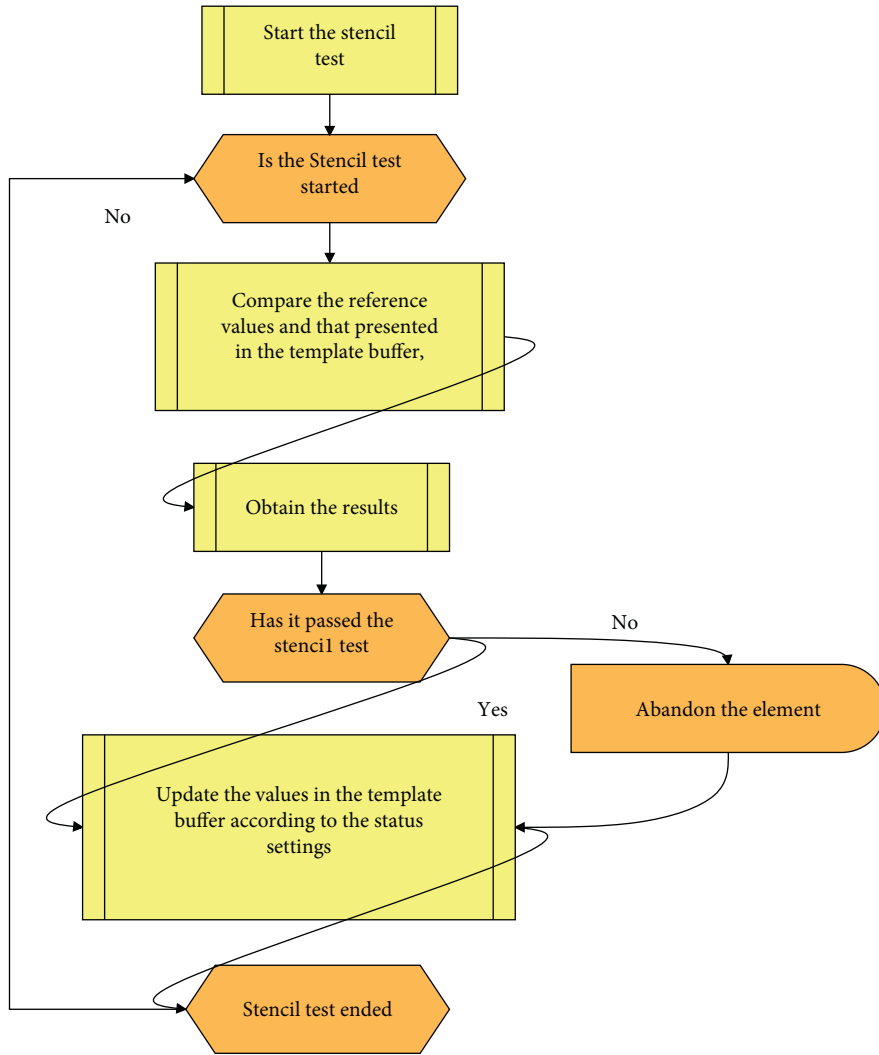 Start the stencil
test
Is the Stencil test
started
No
Compare the reference
values and that presented
in the template buffer,
Obtain the results
Has it passed the
stenci1 test
No
Abandon the element
Yes
Update the values in the template
buffer according to the status
settings
Stencil test ended